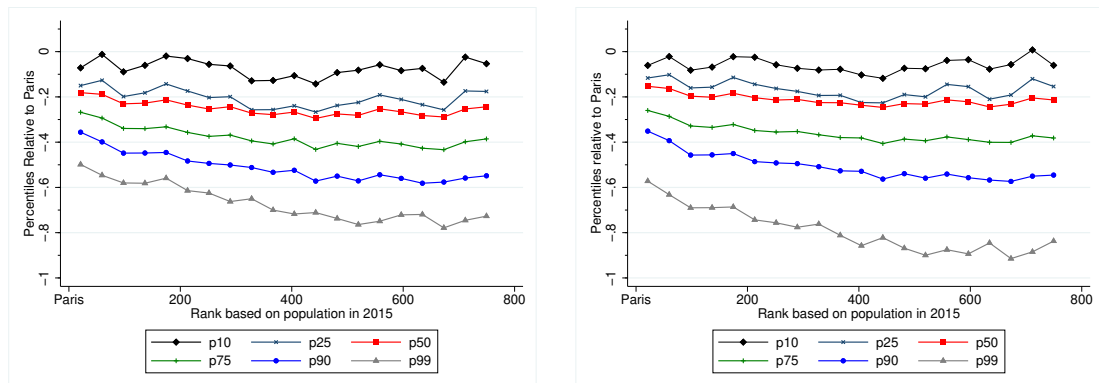 Percentiles Relative to Paris
0
-.2
-.4
-.6
-.8
-1
Paris 200 400 600 800
Rank based on population in 2015
p10 p25 p50
p75 p90 p99
Percentiles relative to Paris
0
-.2
-.4
-.6
-.8
-1
Paris 200 400 600 800
Rank based on population in 2015
p10 p25 p50
p75 p90 p99